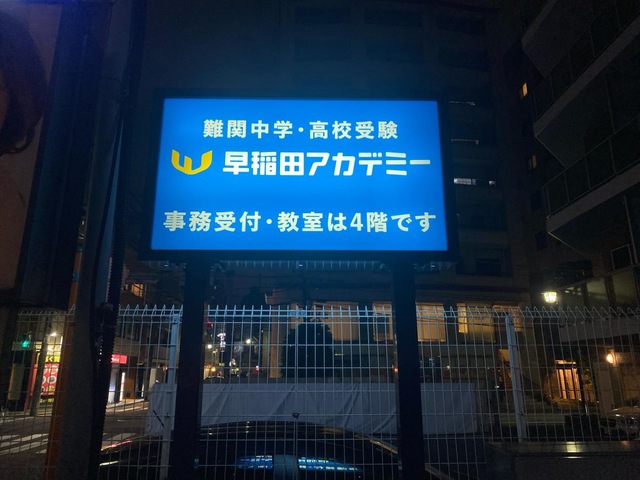 難関中学・高校受験
早稲田アカデミー
事務受付・教室は4階です